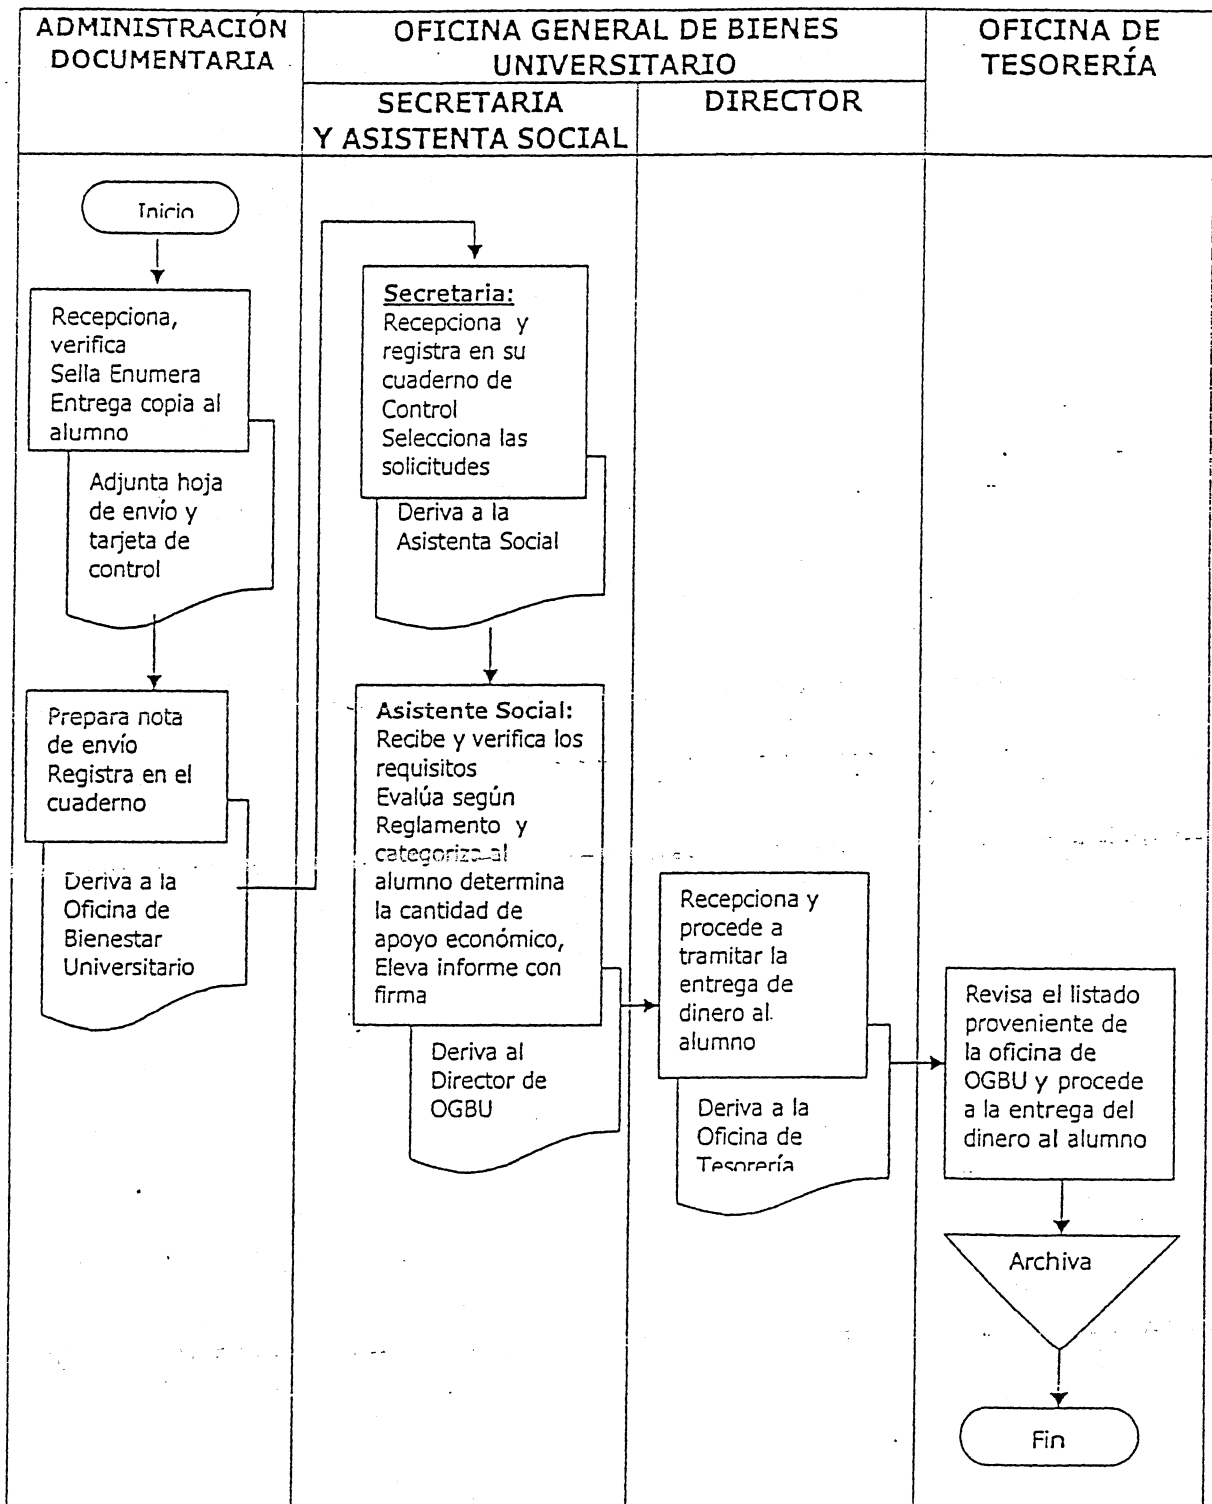 ADMINISTRACIÓN
DOCUMENTARIA
OFICINA GENERAL DE BIENES
UNIVERSITARIO
OFICINA DE
TESORERÍA
SECRETARIA
Y ASISTENTA SOCIAL
DIRECTOR
Inicio
Recepciona,
verifica
Sella Enumera
Entrega copia al
alumno
Adjunta hoja
de envío y
tarjeta de
control
Prepara nota
de envío
Registra en el
cuaderno
Deriva a la
Oficina de
Bienestar
Universitario
Secretaria:
Recepciona y
registra en su
cuaderno de
Control
Selecciona las
solicitudes
Deriva a la
Asistenta Social
Asistente Social:
Recibe y verifica los
requisitos
Evalúa según
Reglamento y
categoriza al
alumno determina
la cantidad de
apoyo económico,
Eleva informe con
firma
Deriva al
Director de
OGBU
Recepciona y
procede a
tramitar la
entrega de
dinero al
alumno
Deriva a la
Oficina de
Tesorería
Revisa el listado
proveniente de
la oficina de
OGBU y procede
a la entrega del
dinero al alumno
Archiva
Fin